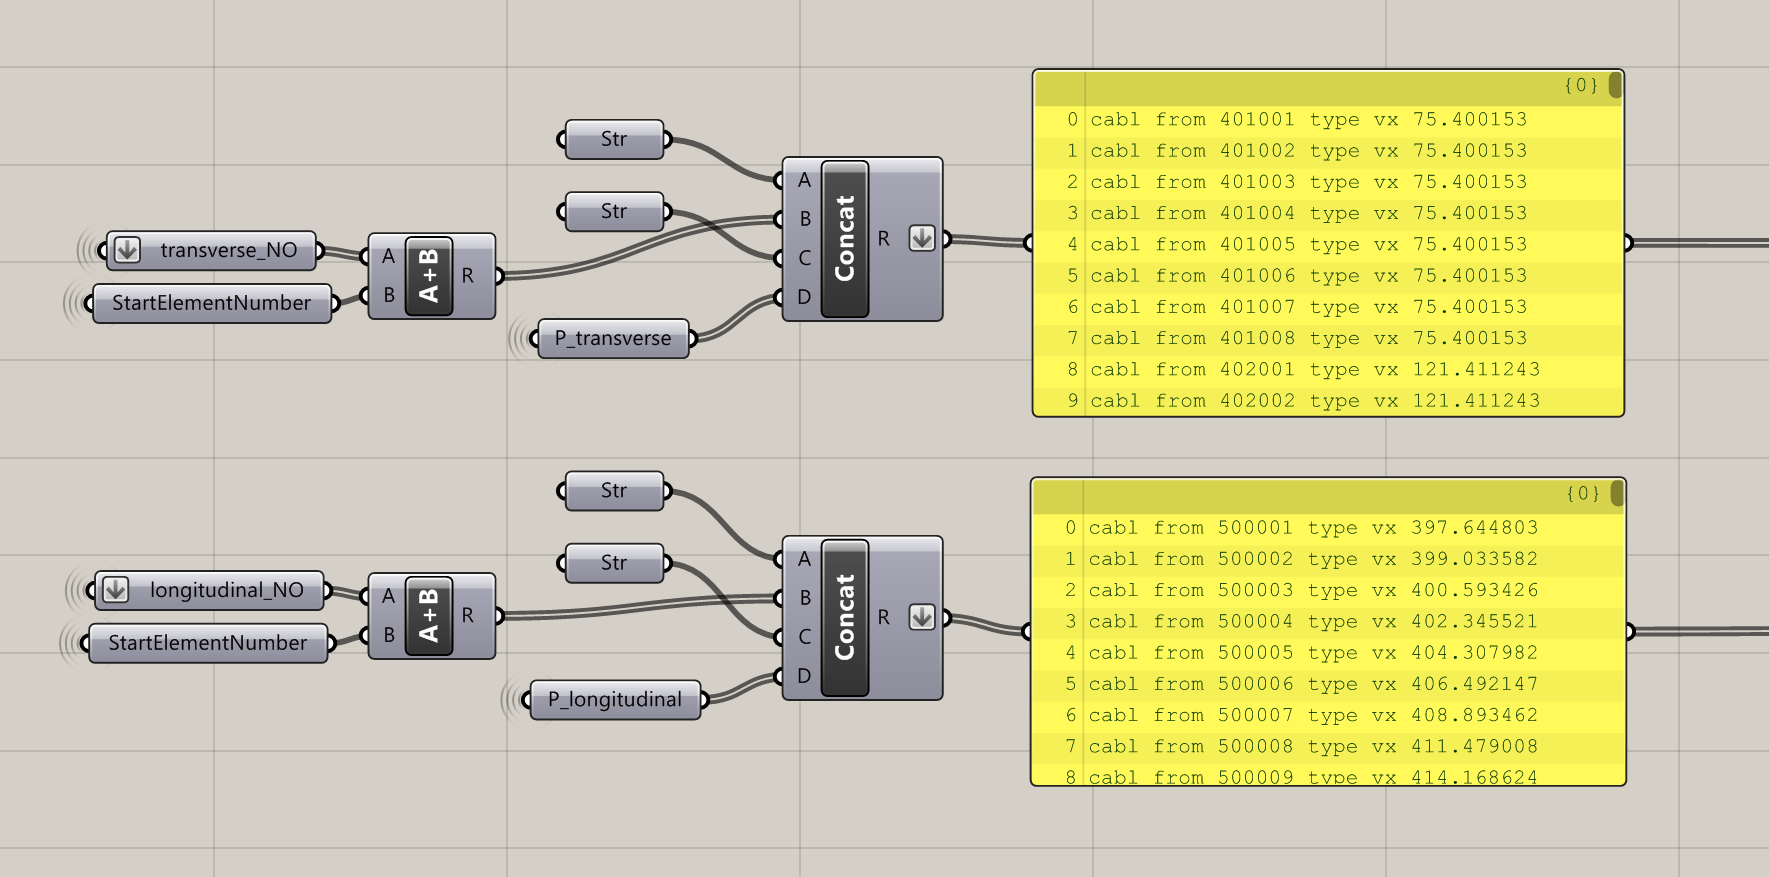 Str
Str
transverse_NO
StartElementNumber
A
B
A+B
R
P_transverse
A
B
C
D
Concat
R
{0}
0 cabl from 401001 type vx 75.400153
1 cabl from 401002 type vx 75.400153
2 cabl from 401003 type vx 75.400153
3 cabl from 401004 type vx 75.400153
4 cabl from 401005 type vx 75.400153
5 cabl from 401006 type vx 75.400153
6 cabl from 401007 type vx 75.400153
7 cabl from 401008 type vx 75.400153
8 cabl from 402001 type vx 121.411243
9 cabl from 402002 type vx 121.411243
Str
Str
longitudinal_NO
StartElementNumber
A
B
A+B
R
P_longitudinal
A
B
C
D
Concat
R
{0}
0 cabl from 500001 type vx 397.644803
1 cabl from 500002 type vx 399.033582
2 cabl from 500003 type vx 400.593426
3 cabl from 500004 type vx 402.345521
4 cabl from 500005 type vx 404.307982
5 cabl from 500006 type vx 406.492147
6 cabl from 500007 type vx 408.893462
7 cabl from 500008 type vx 411.479008
8 cabl from 500009 type vx 414.168624